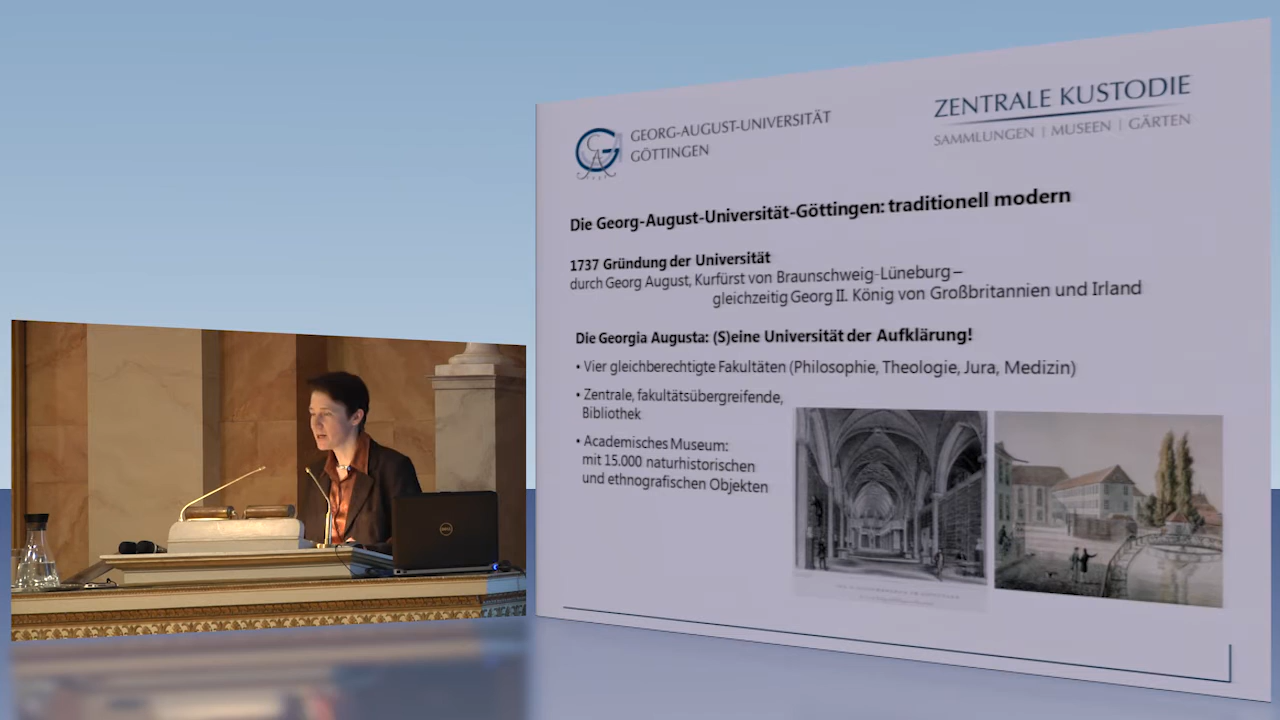 GEORG-AUGUST-UNIVERSITÄT
GÖTTINGEN
ZENTRALE KUSTODIE
SAMMLUNGEN | MUSEEN | GÄRTEN
Die Georg-August-Universität-Göttingen: traditionell modern
1737 Gründung der Universität
durch Georg August, Kurfürst von Braunschweig-Lüneburg –
gleichzeitig Georg II. König von Großbritannien und Irland
Die Georgia Augusta: (S)eine Universität der Aufklärung!
• Vier gleichberechtigte Fakultäten (Philosophie, Theologie, Jura, Medizin)
• Zentrale, fakultätsübergreifende,
Bibliothek
• Academisches Museum:
mit 15.000 naturhistorischen
und ethnografischen Objekten
DELL